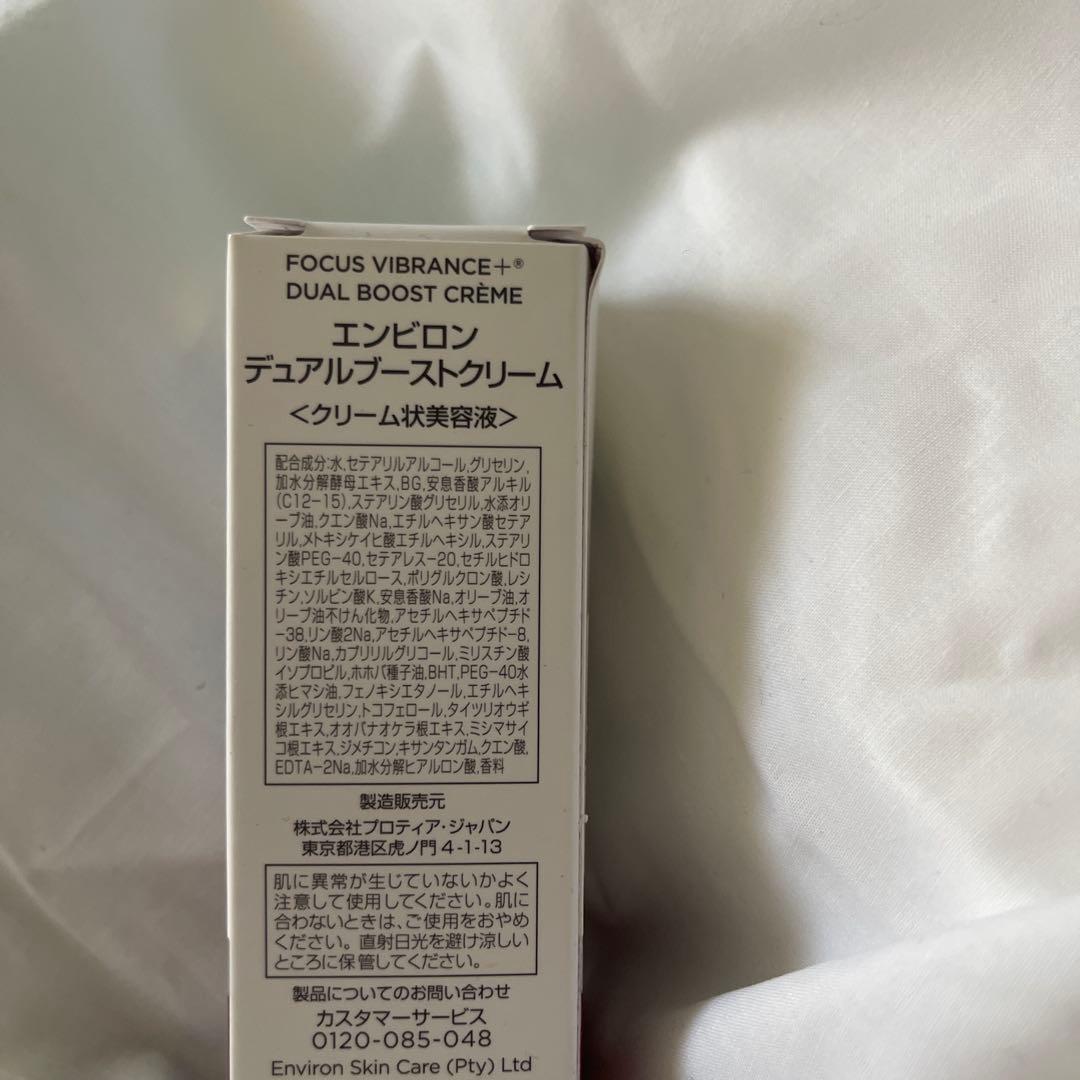 FOCUS VIBRANCE+®
DUAL BOOST CRÈME
エンビロン
デュアルブーストクリーム
<クリーム状美容液>
配合成分:水,セテアリルアルコール,グリセリン,
加水分解酵母エキス,BG,安息香酸アルキル
(C12-15),ステアリン酸グリセリル,水添オリ
ーブ油,クエン酸Na,エチルヘキサン酸セテア
リル,メトキシケイヒ酸エチルヘキシル,ステアリ
ン酸PEG-40,セテアレス-20,セチルヒドロ
キシエチルセルロース,ポリグルクロン酸,レシ
チン,ソルビン酸K,安息香酸Na,オリーブ油,オ
リーブ油不けん化物,アセチルヘキサペプチド
-38,リン酸2Na,アセチルヘキサペプチド-8,
リン酸Na,カプリリルグリコール,ミリスチン酸
イソプロピル,ホホバ種子油,BHT,PEG-40水
添ヒマシ油,フェノキシエタノール,エチルヘキ
シルグリセリン,トコフェロール,タイツリオウギ
根エキス,オオバナオケラ根エキス,ミシマサイ
コ根エキス,ジメチコン,キサンタンガム,クエン酸,
EDTA-2Na,加水分解ヒアルロン酸,香料
製造販売元
株式会社プロティア・ジャパン
東京都港区虎ノ門4-1-13
肌に異常が生じていないかよく
注意して使用してください。肌に
合わないときは、ご使用をおやめ
ください。直射日光を避け涼しい
ところに保管してください。
製品についてのお問い合わせ
カスタマーサービス
0120-085-048
Environ Skin Care (Pty) Ltd